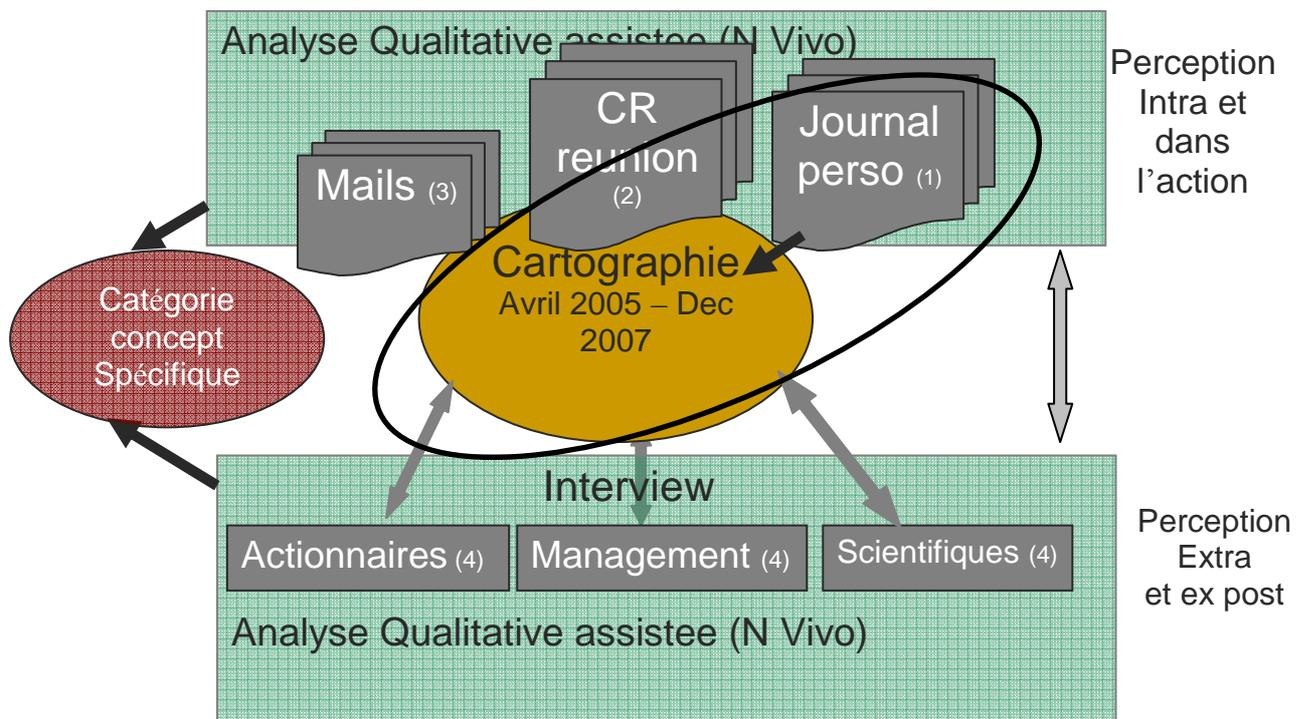 Analyse Qualitative assistee (N Vivo)
Perception
Intra et
dans
l’action
CR
reunion
(2)
Journal
perso (1)
Mails (3)
Cartographie
Avril 2005 – Dec
2007
Catégorie
concept
Spécifique
Interview
Actionnaires (4)
Management (4)
Scientifiques (4)
Perception
Extra
et ex post
Analyse Qualitative assistee (N Vivo)